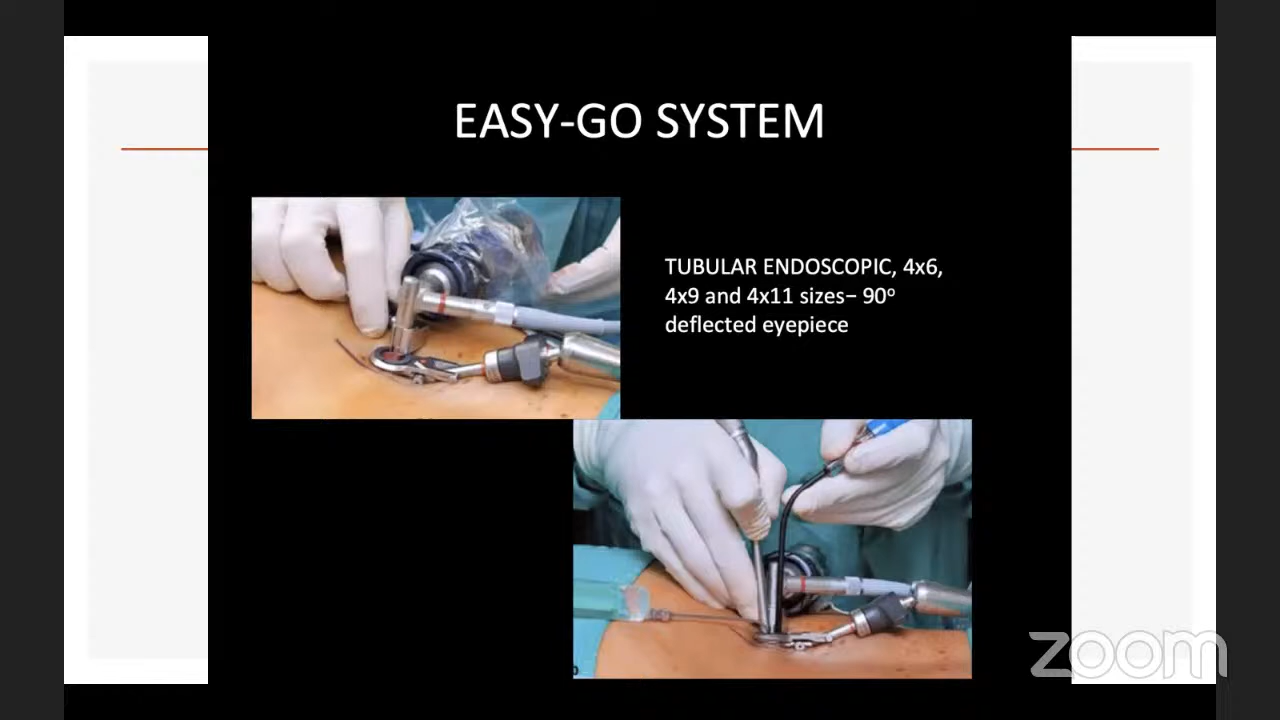 EASY-GO SYSTEM
TUBULAR ENDOSCOPIC, 4x6,
4x9 and 4x11 sizes– 90º
deflected eyepiece
zoom